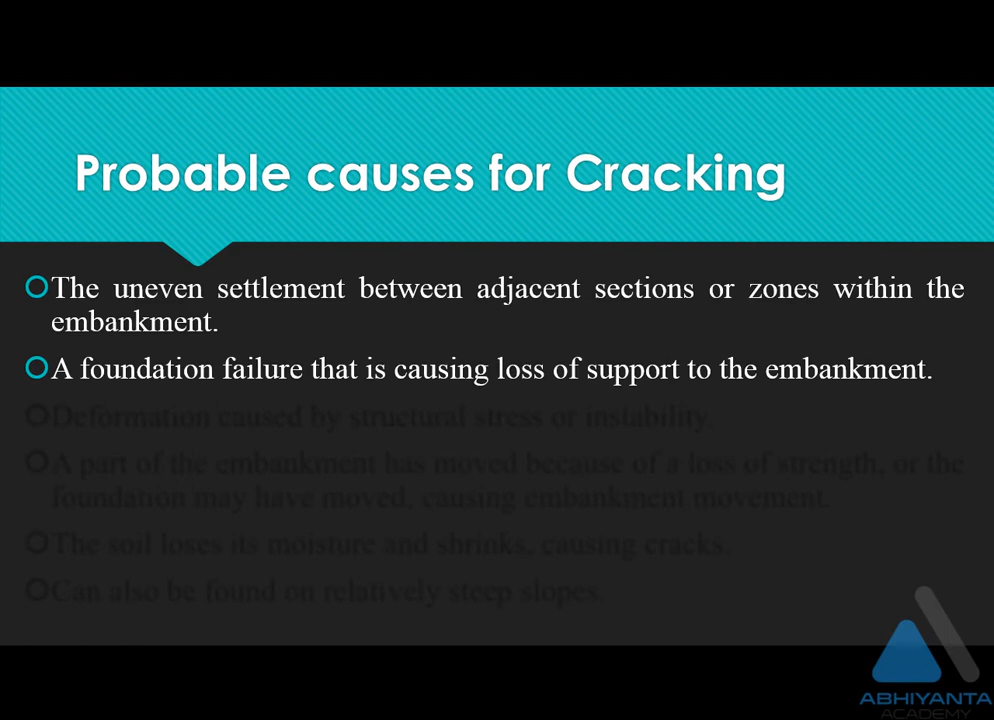 Probable causes for Cracking
The uneven settlement between adjacent sections or zones within the
embankment.
A foundation failure that is causing loss of support to the embankment.
Deformation caused by structural stress or instability.
A part of the embankment has moved because of a loss of strength, or the
foundation may have moved, causing embankment movement.
The soil loses its moisture and shrinks, causing cracks.
Can also be found on relatively steep slopes.
ABHIYANTA
ACADEMY